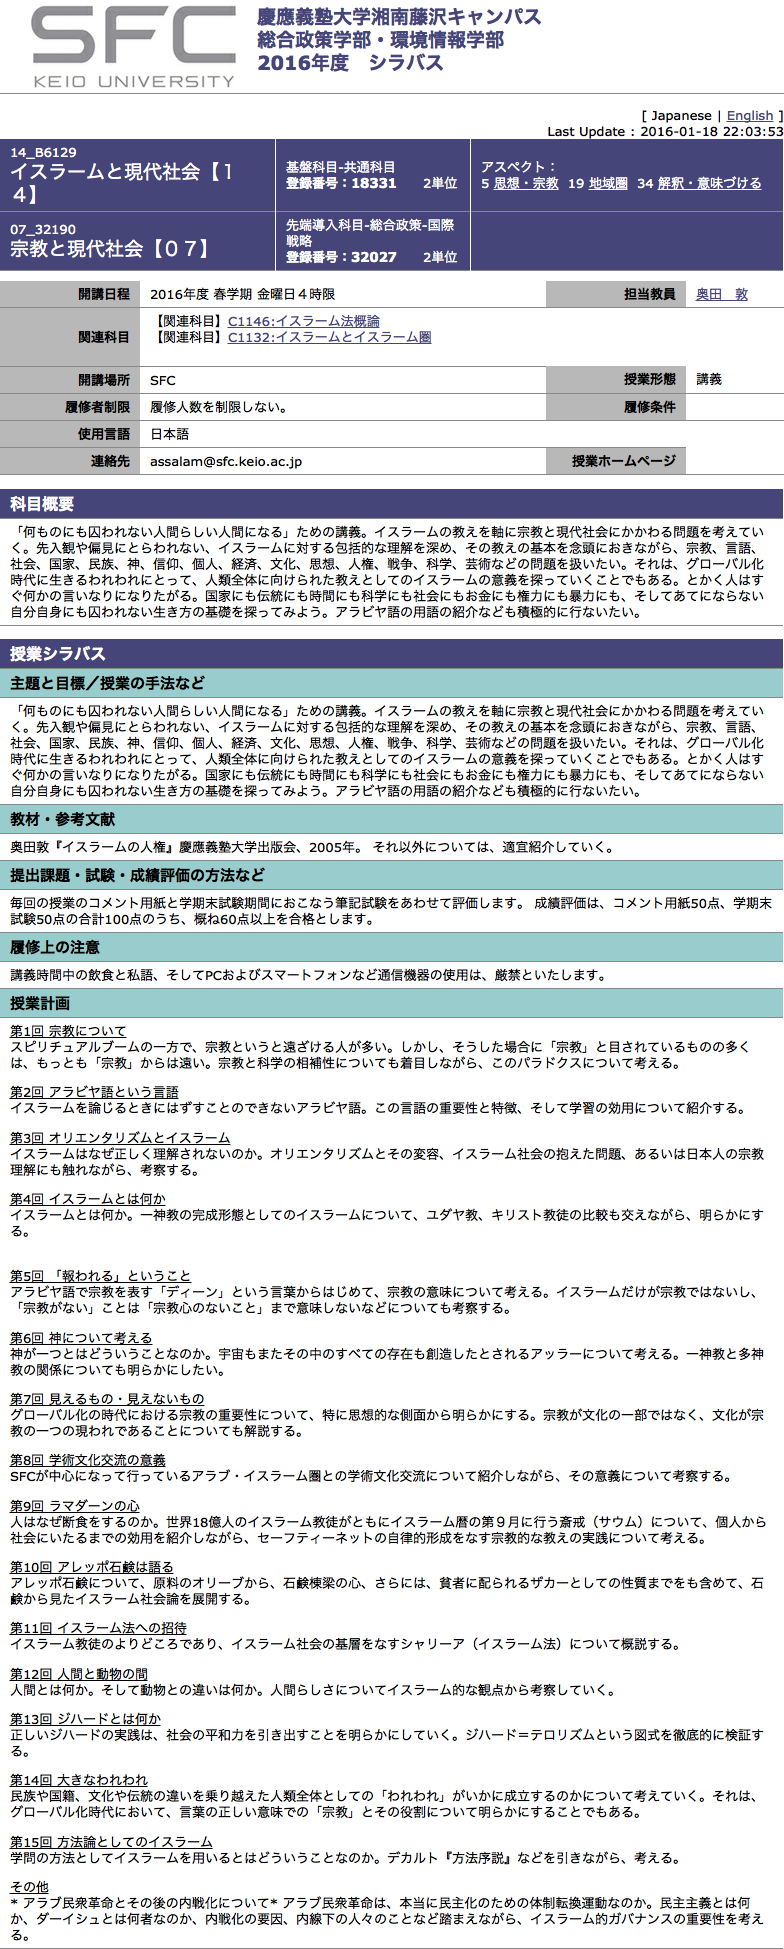 SFC
KEIO UNIVERSITY
慶應義塾大学湘南藤沢キャンパス
総合政策学部・環境情報学部
2016年度　シラバス
[ Japanese | English ]
Last Update : 2016-01-18 22:03:53
14_B6129
イスラームと現代社会【１
４】
基盤科目-共通科目
登録番号：18331　　2単位
アスペクト：
5 思想・宗教　19 地域圏　34 解釈・意味づける
07_32190
宗教と現代社会【０７】
先端導入科目-総合政策-国際
戦略
登録番号：32027　　2単位
開講日程　2016年度 春学期 金曜日４時限　担当教員　奥田　敦
関連科目
【関連科目】C1146:イスラーム法概論
【関連科目】C1132:イスラームとイスラーム圏
開講場所　SFC　授業形態　講義
履修者制限　履修人数を制限しない。　履修条件
使用言語　日本語
連絡先　assalam@sfc.keio.ac.jp　授業ホームページ
科目概要
「何ものにも囚われない人間らしい人間になる」ための講義。イスラームの教えを軸に宗教と現代社会にかかわる問題を考えてい
く。先入観や偏見にとらわれない、イスラームに対する包括的な理解を深め、その教えの基本を念頭におきながら、宗教、言語、
社会、国家、民族、神、信仰、個人、経済、文化、思想、人権、戦争、科学、芸術などの問題を扱いたい。それは、グローバル化
時代に生きるわれわれにとって、人類全体に向けられた教えとしてのイスラームの意義を探っていくことでもある。とかく人はす
ぐ何かの言いなりになりたがる。国家にも伝統にも時間にも科学にも社会にもお金にも権力にも暴力にも、そしてあてにならない
自分自身にも囚われない生き方の基礎を探ってみよう。アラビヤ語の用語の紹介なども積極的に行ないたい。
授業シラバス
主題と目標／授業の手法など
「何ものにも囚われない人間らしい人間になる」ための講義。イスラームの教えを軸に宗教と現代社会にかかわる問題を考えてい
く。先入観や偏見にとらわれない、イスラームに対する包括的な理解を深め、その教えの基本を念頭におきながら、宗教、言語、
社会、国家、民族、神、信仰、個人、経済、文化、思想、人権、戦争、科学、芸術などの問題を扱いたい。それは、グローバル化
時代に生きるわれわれにとって、人類全体に向けられた教えとしてのイスラームの意義を探っていくことでもある。とかく人はす
ぐ何かの言いなりになりたがる。国家にも伝統にも時間にも科学にも社会にもお金にも権力にも暴力にも、そしてあてにならない
自分自身にも囚われない生き方の基礎を探ってみよう。アラビヤ語の用語の紹介なども積極的に行ないたい。
教材・参考文献
奥田敦『イスラームの人権』慶應義塾大学出版会、2005年。 それ以外については、適宜紹介していく。
提出課題・試験・成績評価の方法など
毎回の授業のコメント用紙と学期末試験期間におこなう筆記試験をあわせて評価します。 成績評価は、コメント用紙50点、学期末
試験50点の合計100点のうち、概ね60点以上を合格とします。
履修上の注意
講義時間中の飲食と私語、そしてPCおよびスマートフォンなど通信機器の使用は、厳禁といたします。
授業計画
第1回 宗教について
スピリチュアルブームの一方で、宗教というと遠ざける人が多い。しかし、そうした場合に「宗教」と目されているものの多く
は、もっとも「宗教」からは遠い。宗教と科学の相補性についても着目しながら、このパラドクスについて考える。
第2回 アラビヤ語という言語
イスラームを論じるときにはずすことのできないアラビヤ語。この言語の重要性と特徴、そして学習の効用について紹介する。
第3回 オリエンタリズムとイスラーム
イスラームはなぜ正しく理解されないのか。オリエンタリズムとその変容、イスラーム社会の抱えた問題、あるいは日本人の宗教
理解にも触れながら、考察する。
第4回 イスラームとは何か
イスラームとは何か。一神教の完成形態としてのイスラームについて、ユダヤ教、キリスト教徒の比較も交えながら、明らかにす
る。
第5回 「報われる」ということ
アラビヤ語で宗教を表す「ディーン」という言葉からはじめて、宗教の意味について考える。イスラームだけが宗教ではないし、
「宗教がない」ことは「宗教心のないこと」まで意味しないなどについても考察する。
第6回 神について考える
神が一つとはどういうことなのか。宇宙もまたその中のすべての存在も創造したとされるアッラーについて考える。一神教と多神
教の関係についても明らかにしたい。
第7回 見えるもの・見えないもの
グローバル化の時代における宗教の重要性について、特に思想的な側面から明らかにする。宗教が文化の一部ではなく、文化が宗
教の一つの現われであることについても解説する。
第8回 学術文化交流の意義
SFCが中心になって行っているアラブ・イスラーム圏との学術文化交流について紹介しながら、その意義について考察する。
第9回 ラマダーンの心
人はなぜ断食をするのか。世界18億人のイスラーム教徒がともにイスラーム暦の第９月に行う斎戒（サウム）について、個人から
社会にいたるまでの効用を紹介しながら、セーフティーネットの自律的形成をなす宗教的な教えの実践について考える。
第10回 アレッポ石鹸は語る
アレッポ石鹸について、原料のオリーブから、石鹸棟梁の心、さらには、貧者に配られるザカーとしての性質までをも含めて、石
鹸から見たイスラーム社会論を展開する。
第11回 イスラーム法への招待
イスラーム教徒のよりどころであり、イスラーム社会の基層をなすシャリーア（イスラーム法）について概説する。
第12回 人間と動物の間
人間とは何か。そして動物との違いは何か。人間らしさについてイスラーム的な観点から考察していく。
第13回 ジハードとは何か
正しいジハードの実践は、社会の平和力を引き出すことを明らかにしていく。ジハード＝テロリズムという図式を徹底的に検証す
る。
第14回 大きなわれわれ
民族や国籍、文化や伝統の違いを乗り越えた人類全体としての「われわれ」がいかに成立するのかについて考えていく。それは、
グローバル化時代において、言葉の正しい意味での「宗教」とその役割について明らかにすることでもある。
第15回 方法論としてのイスラーム
学問の方法としてイスラームを用いるとはどういうことなのか。デカルト『方法序説』などを引きながら、考える。
その他
* アラブ民衆革命とその後の内戦化について* アラブ民衆革命は、本当に民主化のための体制転換運動なのか。民主主義とは何
か、ダーイシュとは何者なのか、内戦化の要因、内線下の人々のことなど踏まえながら、イスラーム的ガバナンスの重要性を考え
る。